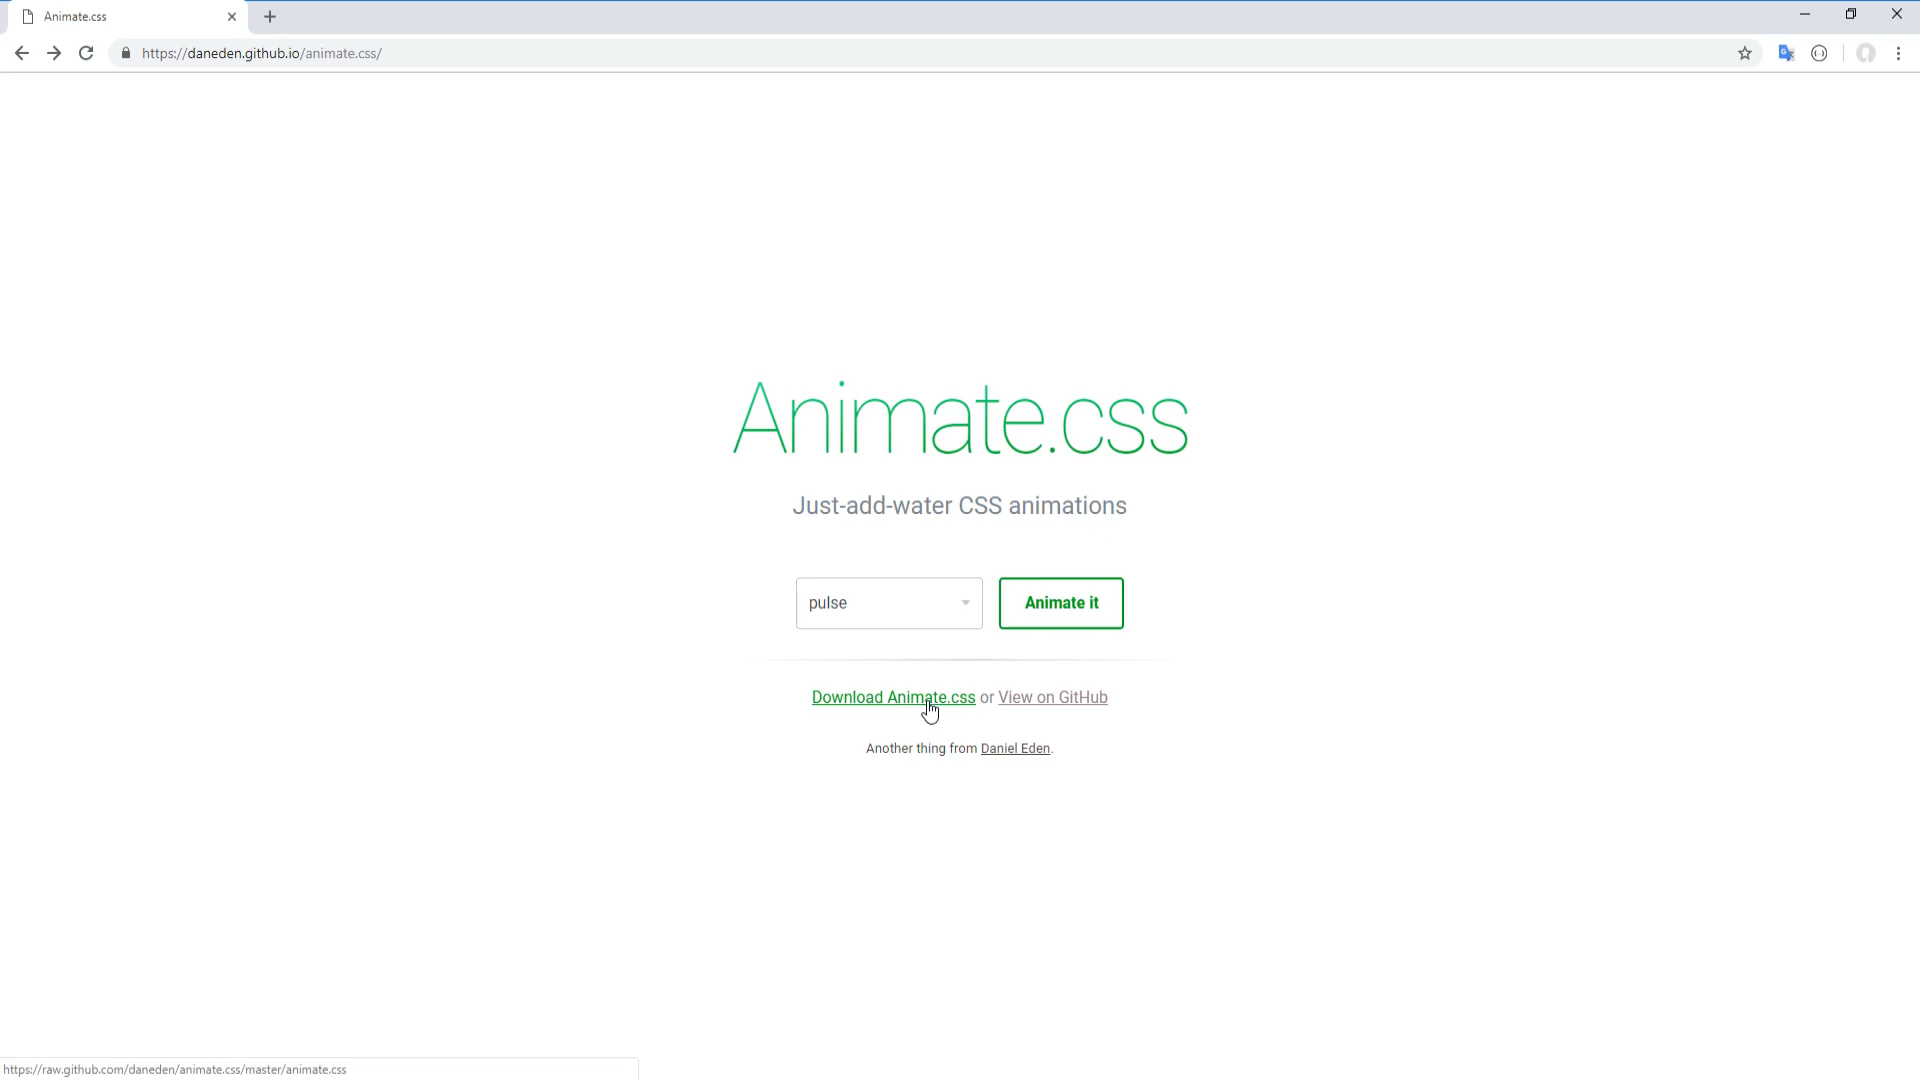 Animate.css
https://daneden.github.io/animate.css/
Animate.css
Just-add-water CSS animations
pulse
Animate it
Download Animate.css or View on GitHub
Another thing from Daniel Eden.
https://raw.github.com/daneden/animate.css/master/animate.css